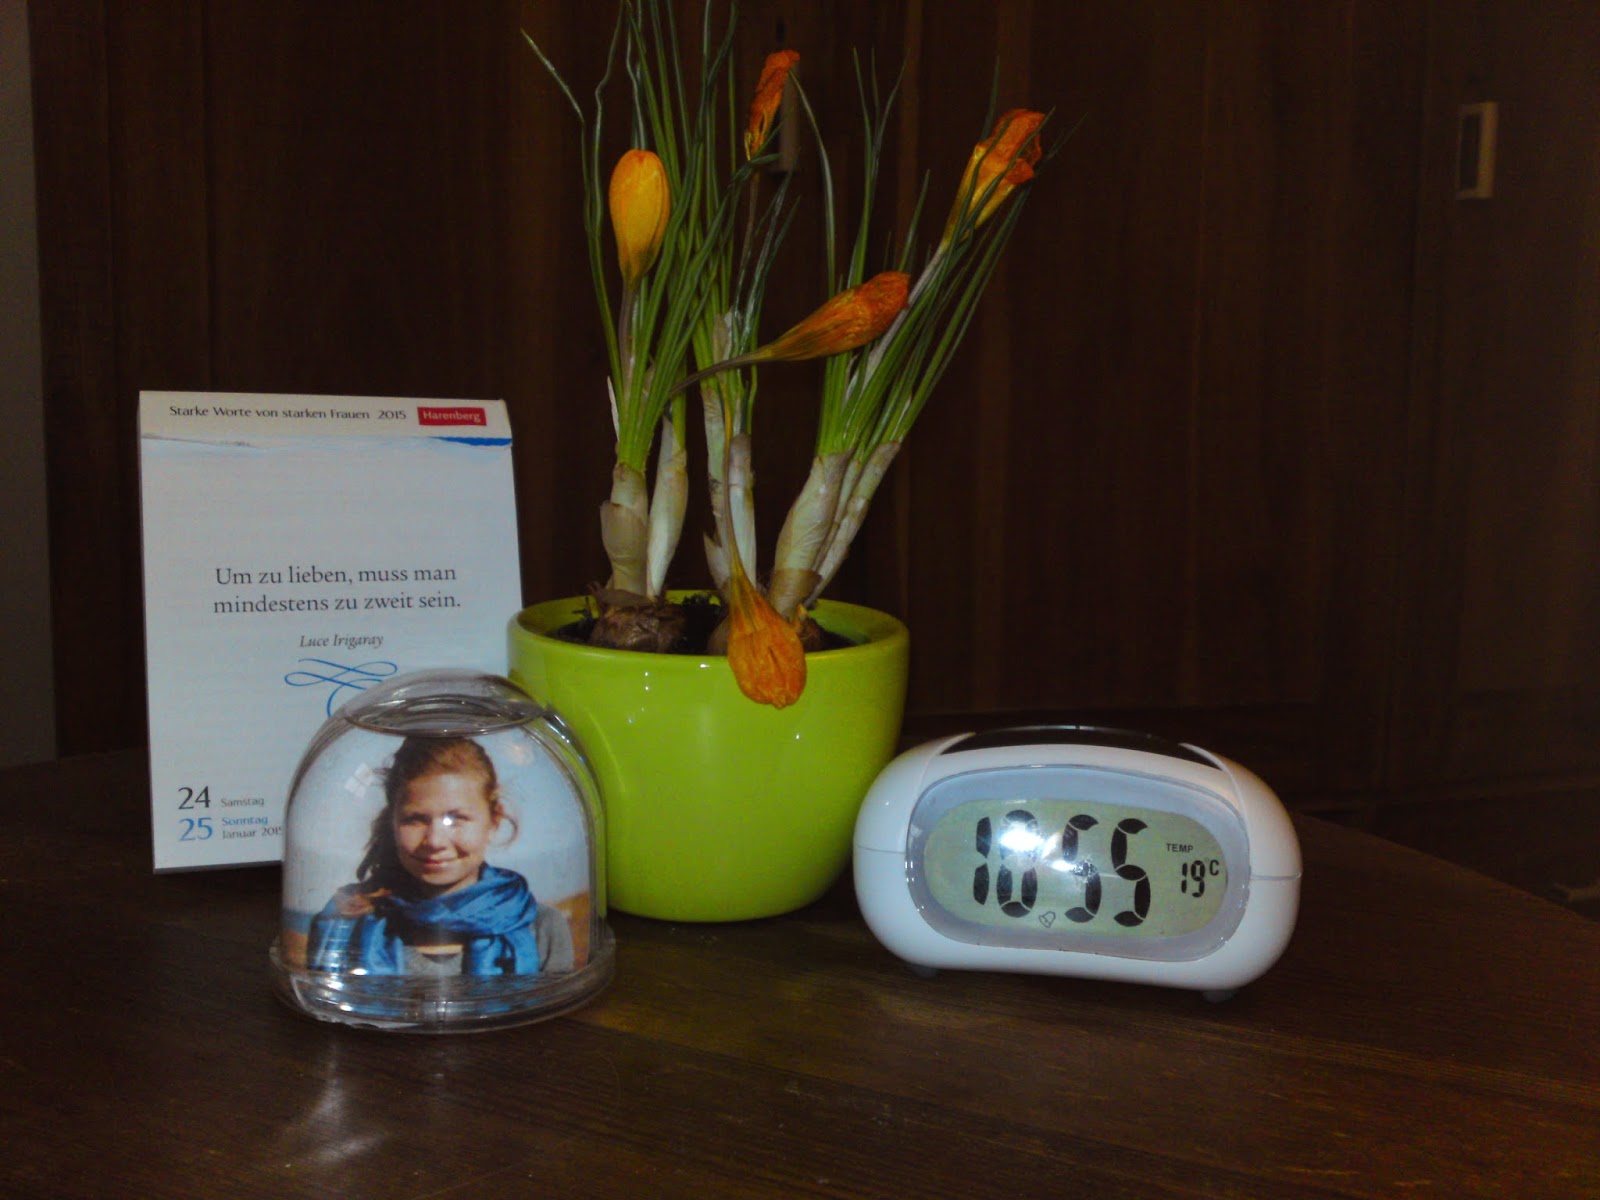 Starke Worte von starken Frauen 2015 Harenberg
Um zu lieben, muss man
mindestens zu zweit sein.
Luce Irigaray
24 Samstag
25 Sonntag
Januar 2015
10:55
TEMP
19°C